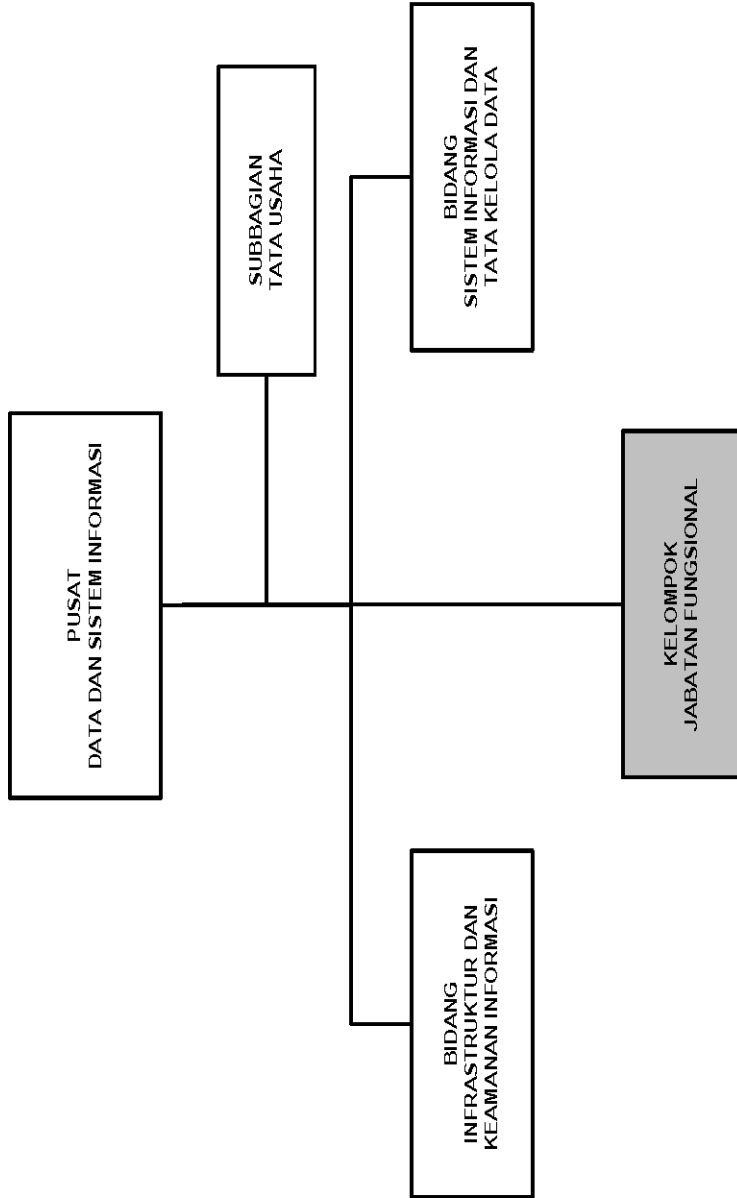 PUSAT
DATA DAN SISTEM INFORMASI
SUBBAGIAN
TATA USAHA
BIDANG
INFRASTRUKTUR DAN
KEAMANAN INFORMASI
BIDANG
SISTEM INFORMASI DAN
TATA KELOLA DATA
KELOMPOK
JABATAN FUNGSIONAL